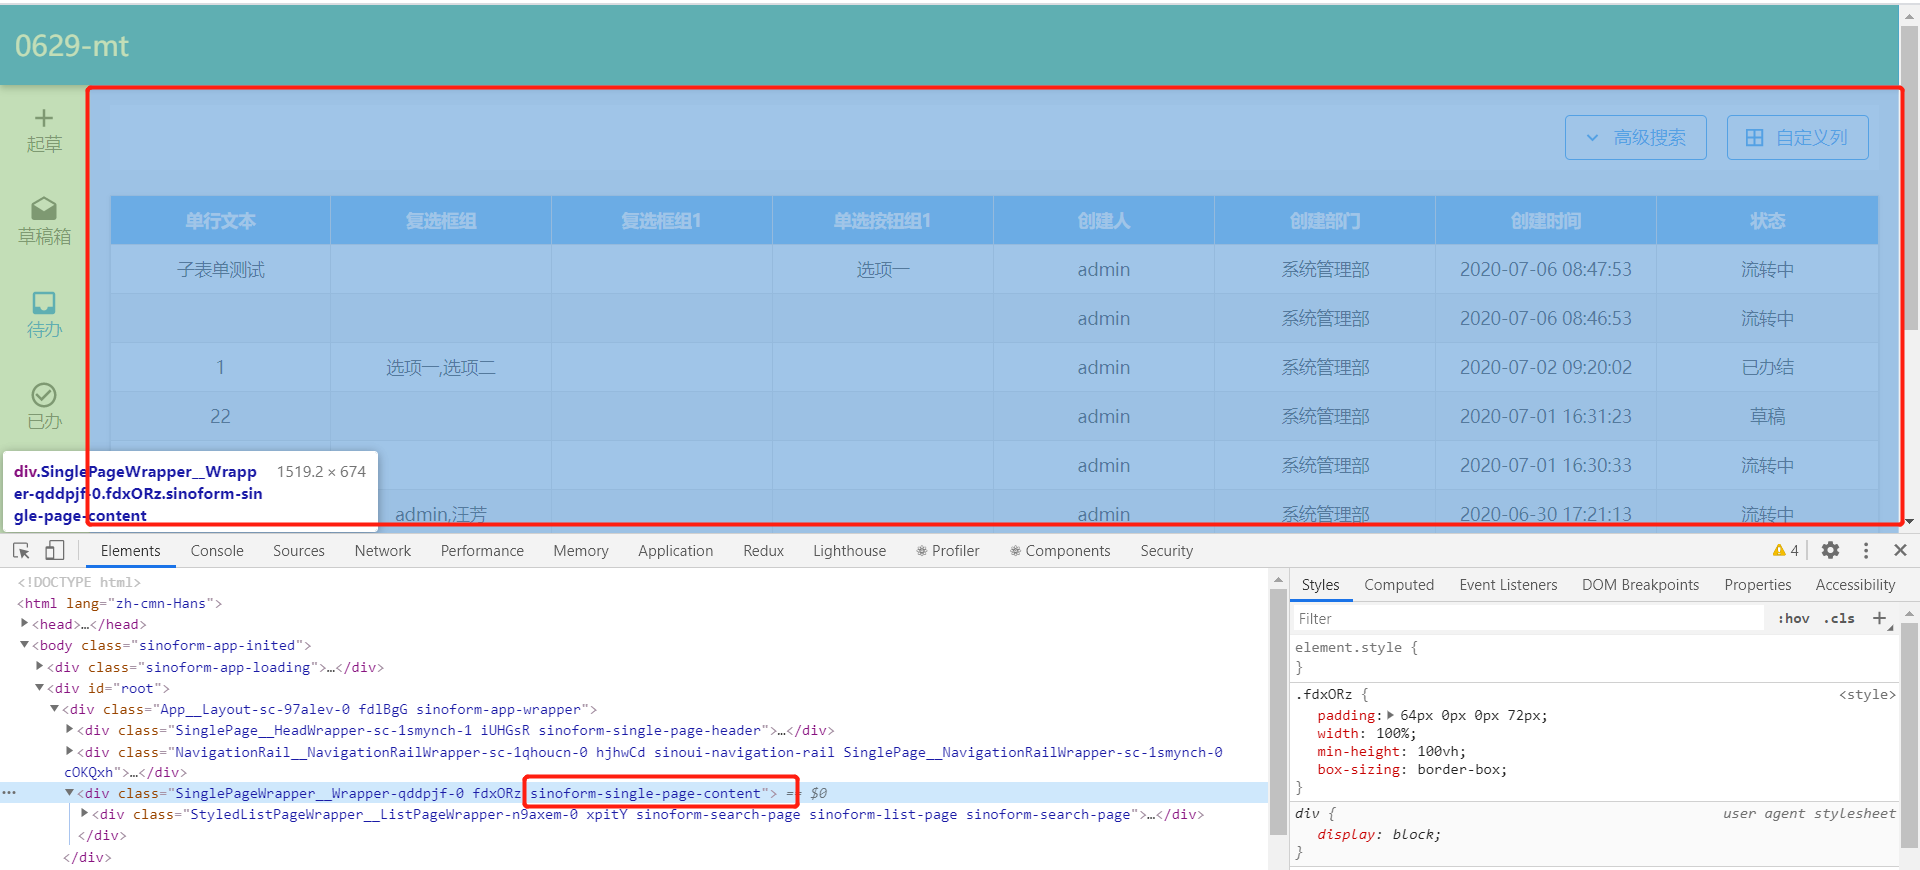 0629-mt
起草
草稿箱
待办
已办
高级搜索 自定义列
单行文本 复选框组 复选框组1 单选按钮组1 创建人 创建部门 创建时间 状态
子表单测试 选项一 admin 系统管理部 2020-07-06 08:47:53 流转中
admin 系统管理部 2020-07-06 08:46:53 流转中
1 选项一,选项二 admin 系统管理部 2020-07-02 09:20:02 已办结
22 admin 系统管理部 2020-07-01 16:31:23 草稿
admin 系统管理部 2020-07-01 16:30:33 流转中
admin,汪芳 admin 系统管理部 2020-06-30 17:21:13 流转中
div.SinglePageWrapper__Wrapp 1519.2 × 674
er-qddpjf-0.fdxORz.sinoform-sin
gle-page-content
Elements Console Sources Network Performance Memory Application Redux Lighthouse Profiler Components Security 4
<!DOCTYPE html>
<html lang="zh-cmn-Hans">
<head>…</head>
<body class="sinoform-app-inited">
<div class="sinoform-app-loading">…</div>
<div id="root">
<div class="App__Layout-sc-97alev-0 fdlBgG sinoform-app-wrapper">
<div class="SinglePage__HeadWrapper-sc-1smynch-1 iUHGsR sinoform-single-page-header">…</div>
<div class="NavigationRail__NavigationRailWrapper-sc-1qhoucn-0 hjhwCd sinoui-navigation-rail SinglePage__NavigationRailWrapper-sc-1smynch-0
cOKQxh">…</div>
<div class="SinglePageWrapper__Wrapper-qddpjf-0 fdxORz sinoform-single-page-content"> == $0
<div class="StyledListPageWrapper__ListPageWrapper-n9axem-0 xpitY sinoform-search-page sinoform-list-page sinoform-search-page">…</div>
</div>
</div>
Styles Computed Event Listeners DOM Breakpoints Properties Accessibility
Filter :hov .cls +
element.style {
}
.fdxORz { <style>
padding: 64px 0px 0px 72px;
width: 100%;
min-height: 100vh;
box-sizing: border-box;
}
div { user agent stylesheet
display: block;
}